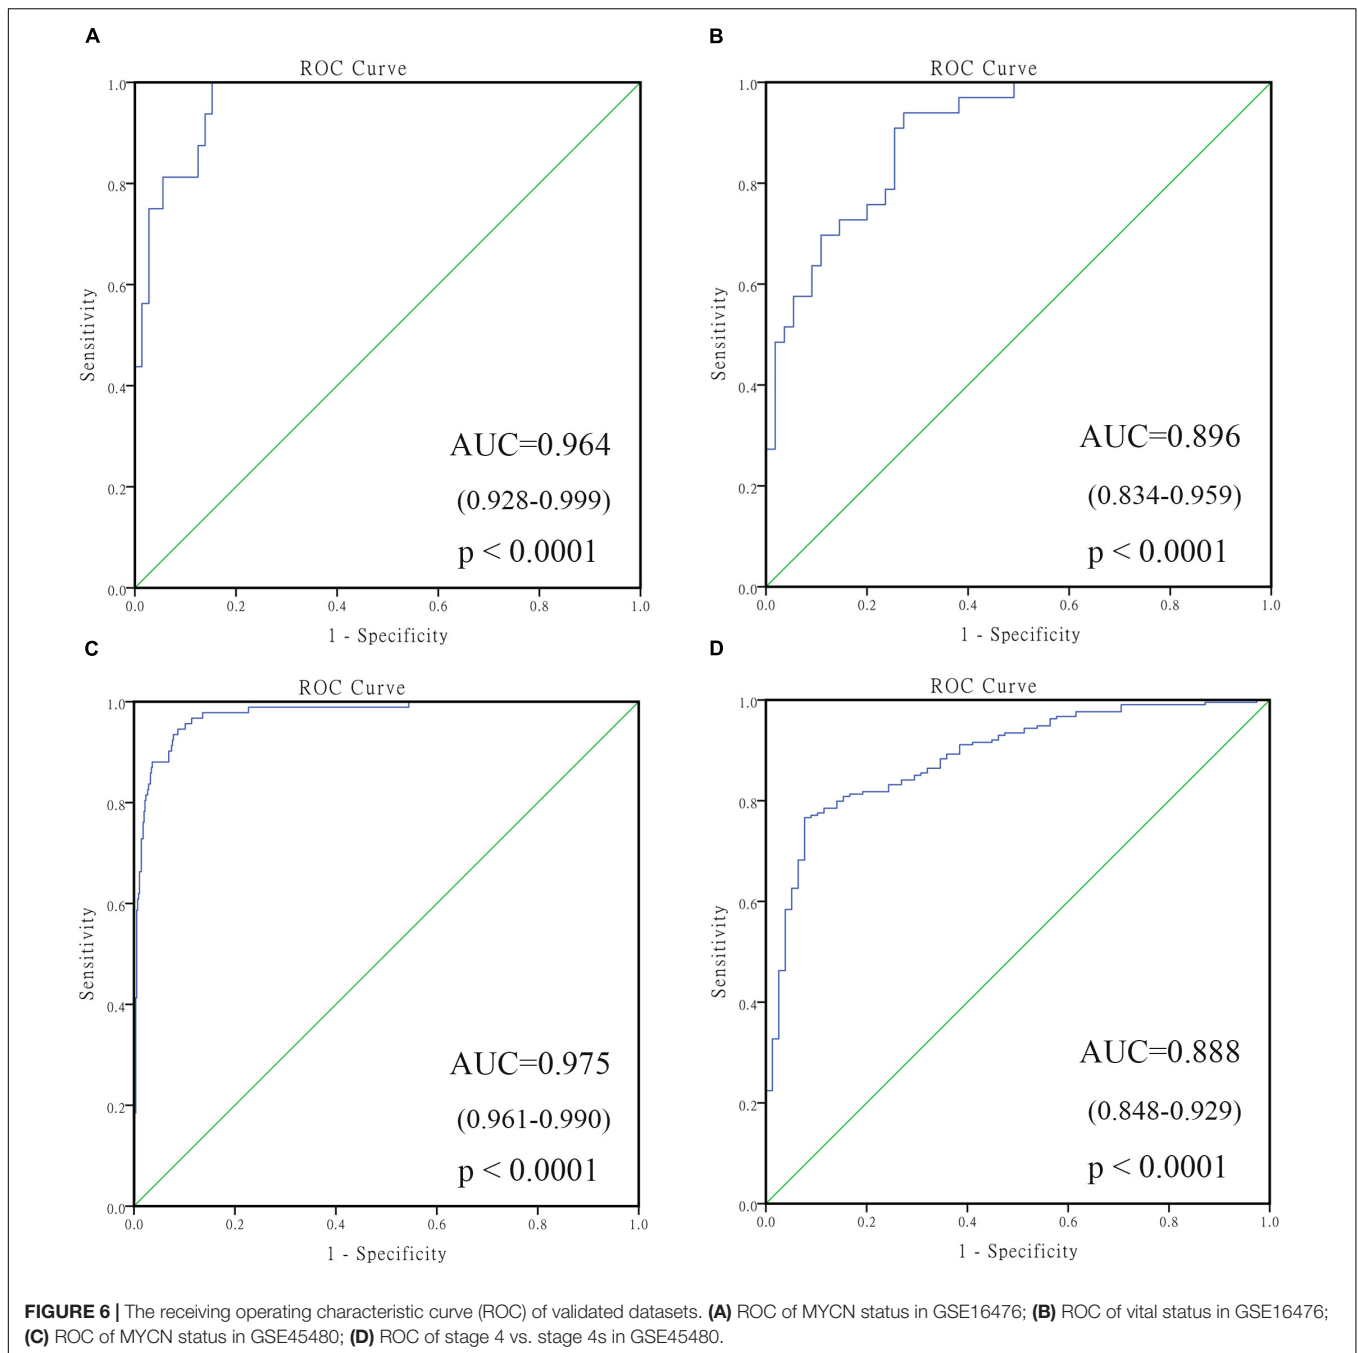 A
ROC Curve
1.0
0.8
0.6
0.4
0.2
0.0
Sensitivity
AUC=0.964
(0.928-0.999)
p < 0.0001
0.0 0.2 0.4 0.6 0.8 1.0
1 - Specificity
B
ROC Curve
1.0
0.8
0.6
0.4
0.2
0.0
Sensitivity
AUC=0.896
(0.834-0.959)
p < 0.0001
0.0 0.2 0.4 0.6 0.8 1.0
1 - Specificity
C
ROC Curve
1.0
0.8
0.6
0.4
0.2
0.0
Sensitivity
AUC=0.975
(0.961-0.990)
p < 0.0001
0.0 0.2 0.4 0.6 0.8 1.0
1 - Specificity
D
ROC Curve
1.0
0.8
0.6
0.4
0.2
0.0
Sensitivity
AUC=0.888
(0.848-0.929)
p < 0.0001
0.0 0.2 0.4 0.6 0.8 1.0
1 - Specificity
FIGURE 6 | The receiving operating characteristic curve (ROC) of validated datasets. (A) ROC of MYCN status in GSE16476; (B) ROC of vital status in GSE16476;
(C) ROC of MYCN status in GSE45480; (D) ROC of stage 4 vs. stage 4s in GSE45480.